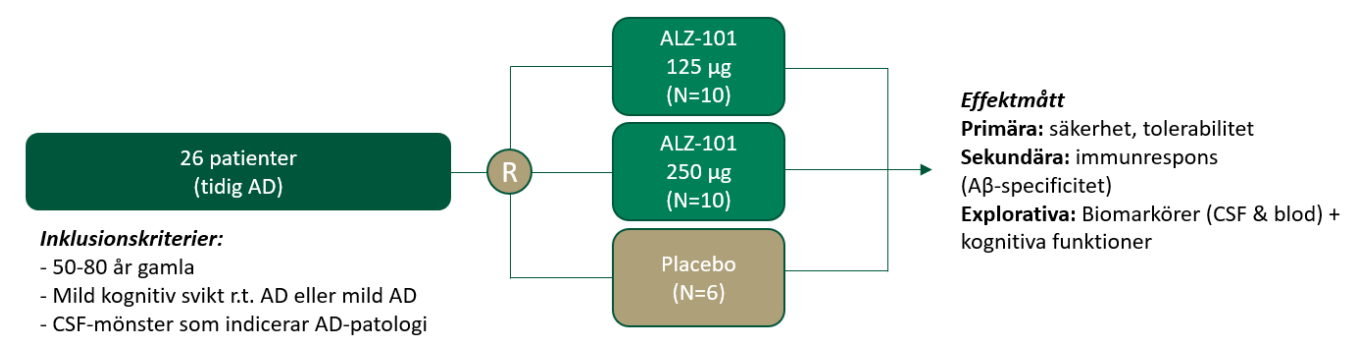 26 patienter
(tidig AD)
Inklusionskriterier:
- 50-80 år gamla
- Mild kognitiv svikt r.t. AD eller mild AD
- CSF-mönster som indicerar AD-patologi
R
ALZ-101
125 µg
(N=10)
ALZ-101
250 µg
(N=10)
Placebo
(N=6)
Effektmått
Primära: säkerhet, tolerabilitet
Sekundära: immunrespons
(Aβ-specificitet)
Explorativa: Biomarkörer (CSF & blod) +
kognitiva funktioner